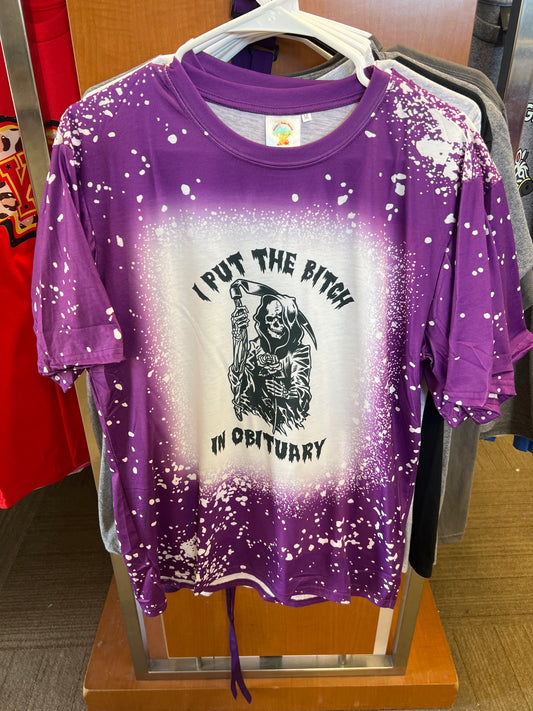 I PUT THE BITCH
IN OBITUARY